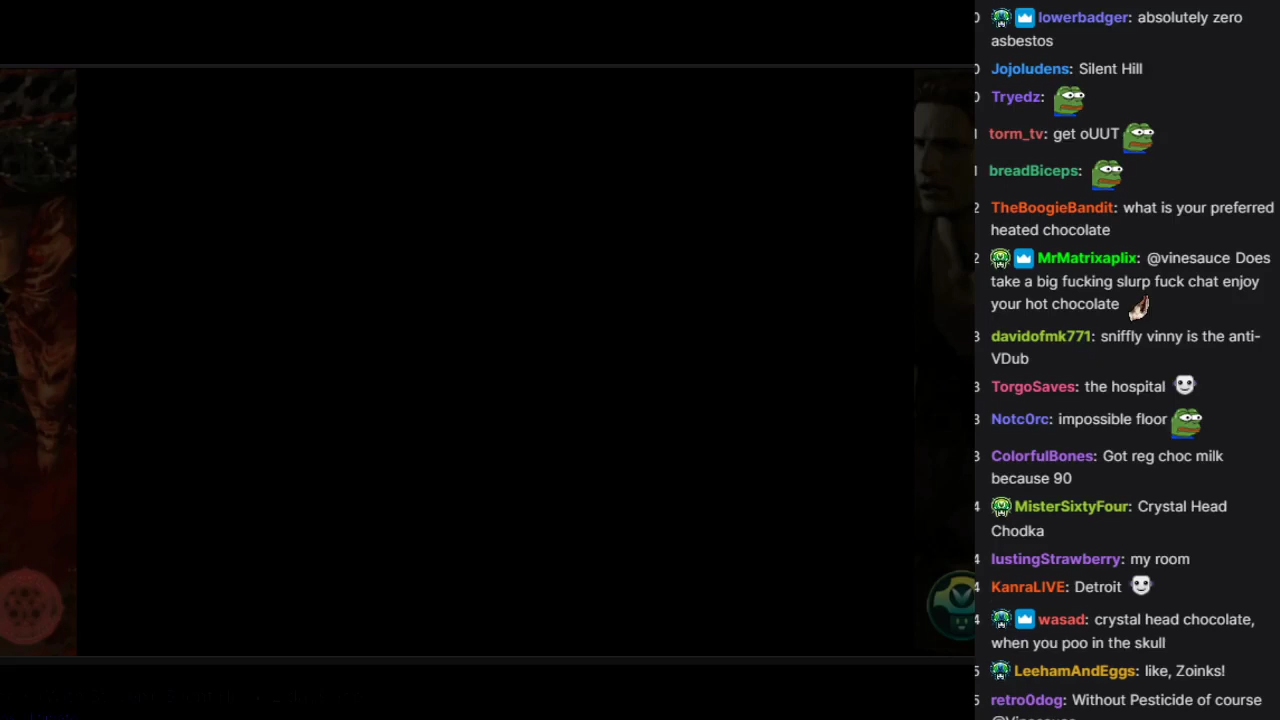 lowerbadger: absolutely zero
asbestos
Jojoludens: Silent Hill
Tryedz:
torm_tv: get oUUT
breadBiceps:
TheBoogieBandit: what is your preferred
heated chocolate
MrMatrixaplix: @vinesauce Does
take a big fucking slurp fuck chat enjoy
your hot chocolate
davidofmk771: sniffly vinny is the anti-
VDub
TorgoSaves: the hospital
Notc0rc: impossible floor
ColorfulBones: Got reg choc milk
because 90
MisterSixtyFour: Crystal Head
Chodka
lustingStrawberry: my room
KanraLIVE: Detroit
wasad: crystal head chocolate,
when you poo in the skull
LeehamAndEggs: like, Zoinks!
retro0dog: Without Pesticide of course